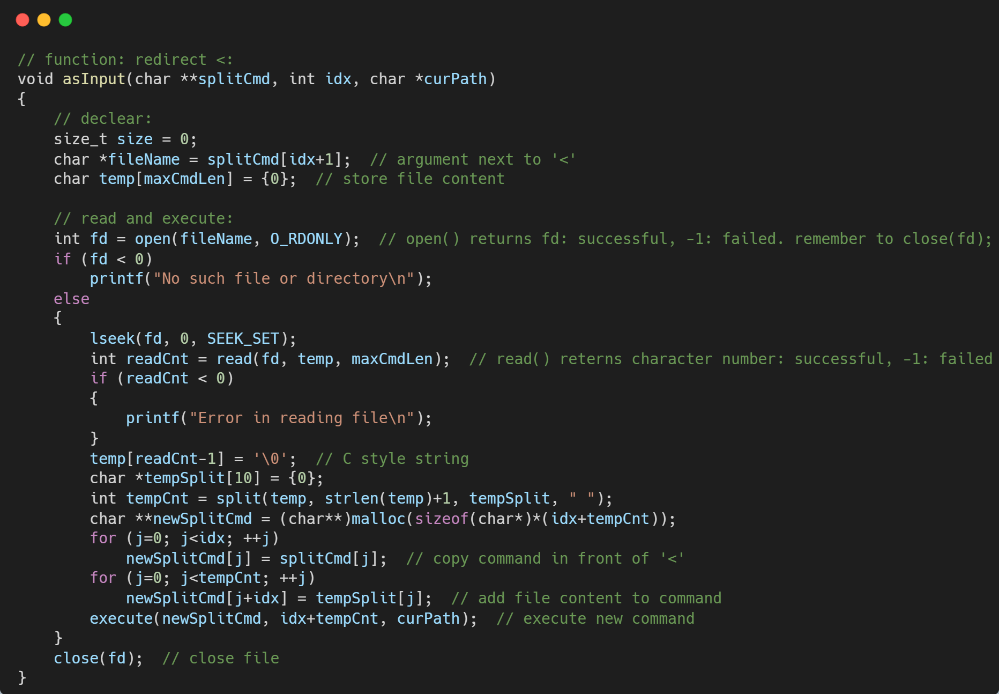 // function: redirect <:
void asInput(char **splitCmd, int idx, char *curPath)
{
    // declear:
    size_t size = 0;
    char *fileName = splitCmd[idx+1];  // argument next to '<'
    char temp[maxCmdLen] = {0};  // store file content

    // read and execute:
    int fd = open(fileName, O_RDONLY);  // open() returns fd: successful, -1: failed. remember to close(fd);
    if (fd < 0)
        printf("No such file or directory\n");
    else
    {
        lseek(fd, 0, SEEK_SET);
        int readCnt = read(fd, temp, maxCmdLen);  // read() reterns character number: successful, -1: failed
        if (readCnt < 0)
        {
            printf("Error in reading file\n");
        }
        temp[readCnt-1] = '\0';  // C style string
        char *tempSplit[10] = {0};
        int tempCnt = split(temp, strlen(temp)+1, tempSplit, " ");
        char **newSplitCmd = (char**)malloc(sizeof(char*)*(idx+tempCnt));
        for (j=0; j<idx; ++j)
            newSplitCmd[j] = splitCmd[j];  // copy command in front of '<'
        for (j=0; j<tempCnt; ++j)
            newSplitCmd[j+idx] = tempSplit[j];  // add file content to command
        execute(newSplitCmd, idx+tempCnt, curPath);  // execute new command
    }
    close(fd);  // close file
}